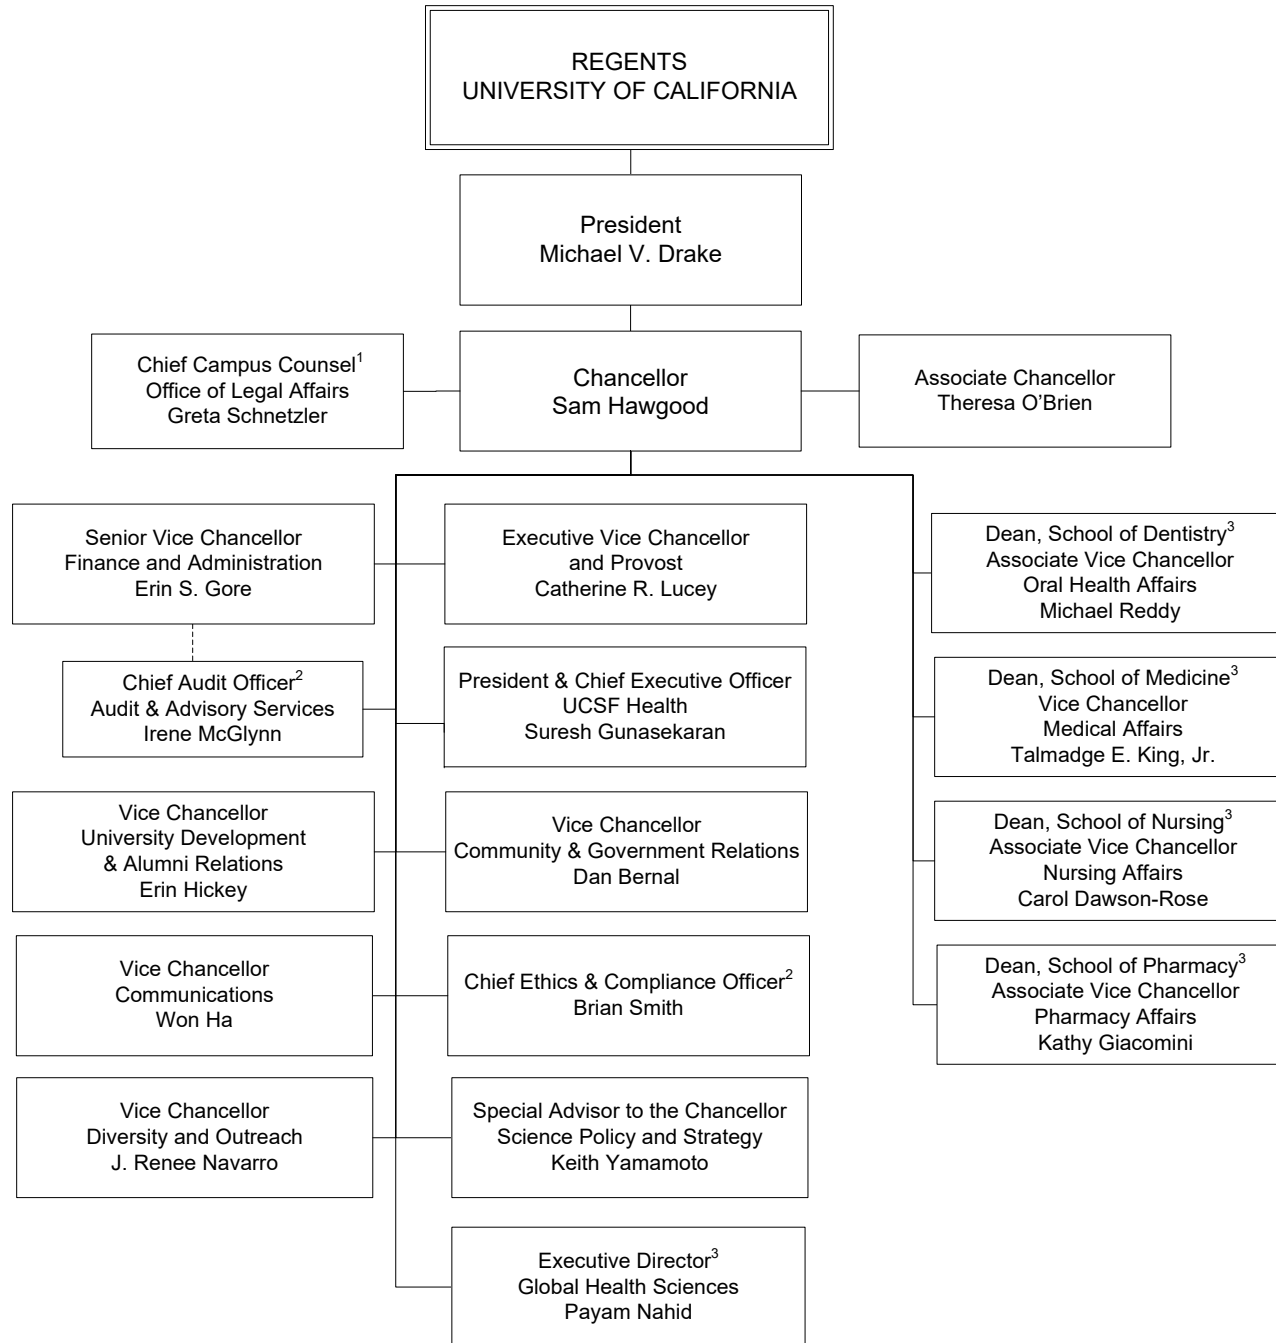 REGENTS
UNIVERSITY OF CALIFORNIA
President
Michael V. Drake
Chief Campus Counsel¹
Office of Legal Affairs
Greta Schnetzler
Chancellor
Sam Hawgood
Associate Chancellor
Theresa O’Brien
Senior Vice Chancellor
Finance and Administration
Erin S. Gore
Executive Vice Chancellor
and Provost
Catherine R. Lucey
Dean, School of Dentistry³
Associate Vice Chancellor
Oral Health Affairs
Michael Reddy
Chief Audit Officer²
Audit & Advisory Services
Irene McGlynn
President & Chief Executive Officer
UCSF Health
Suresh Gunasekaran
Dean, School of Medicine³
Vice Chancellor
Medical Affairs
Talmadge E. King, Jr.
Vice Chancellor
University Development
& Alumni Relations
Erin Hickey
Vice Chancellor
Community & Government Relations
Dan Bernal
Dean, School of Nursing³
Associate Vice Chancellor
Nursing Affairs
Carol Dawson-Rose
Vice Chancellor
Communications
Won Ha
Chief Ethics & Compliance Officer²
Brian Smith
Dean, School of Pharmacy³
Associate Vice Chancellor
Pharmacy Affairs
Kathy Giacomini
Vice Chancellor
Diversity and Outreach
J. Renee Navarro
Special Advisor to the Chancellor
Science Policy and Strategy
Keith Yamamoto
Executive Director³
Global Health Sciences
Payam Nahid